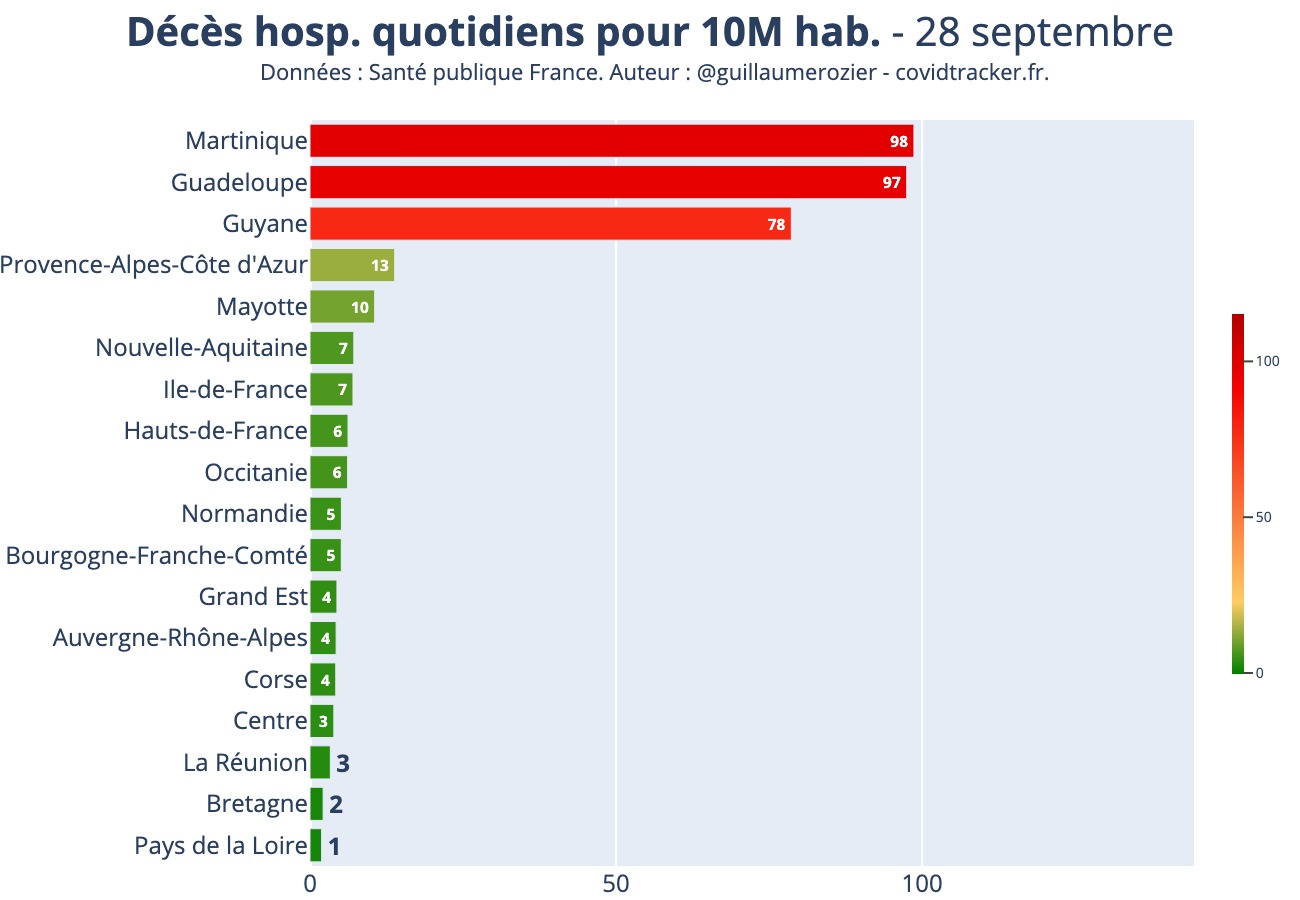 Décès hosp. quotidiens pour 10M hab. - 28 septembre
Données : Santé publique France. Auteur : @guillaumerozier - covidtracker.fr.
Martinique 98
Guadeloupe 97
Guyane 78
Provence-Alpes-Côte d'Azur 13
Mayotte 10
Nouvelle-Aquitaine 7
Ile-de-France 7
Hauts-de-France 6
Occitanie 6
Normandie 5
Bourgogne-Franche-Comté 5
Grand Est 4
Auvergne-Rhône-Alpes 4
Corse 4
Centre 3
La Réunion 3
Bretagne 2
Pays de la Loire 1
0 50 100
100
50
0